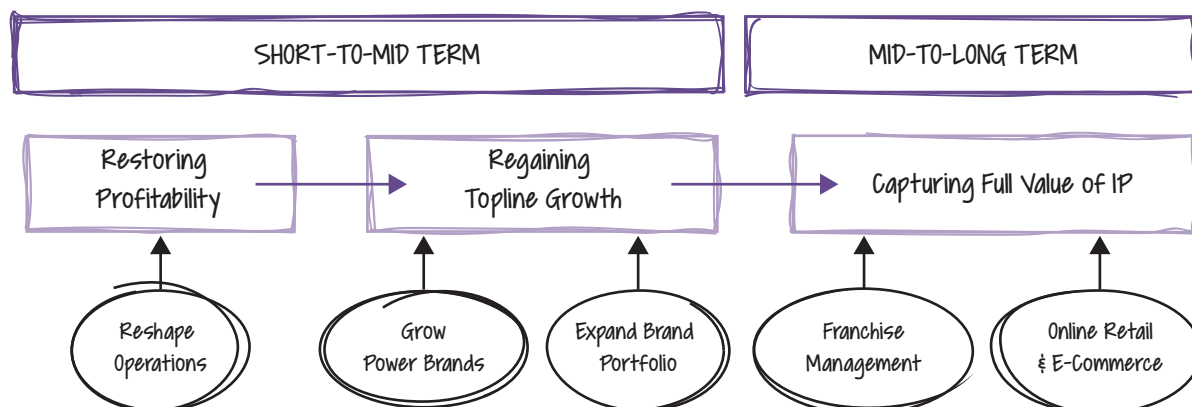 SHORT-TO-MID TERM
MID-TO-LONG TERM
Restoring
Profitability
Regaining
Topline Growth
Capturing Full Value of IP
Reshape
Operations
Grow
Power Brands
Expand Brand
Portfolio
Franchise
Management
Online Retail
& E-Commerce